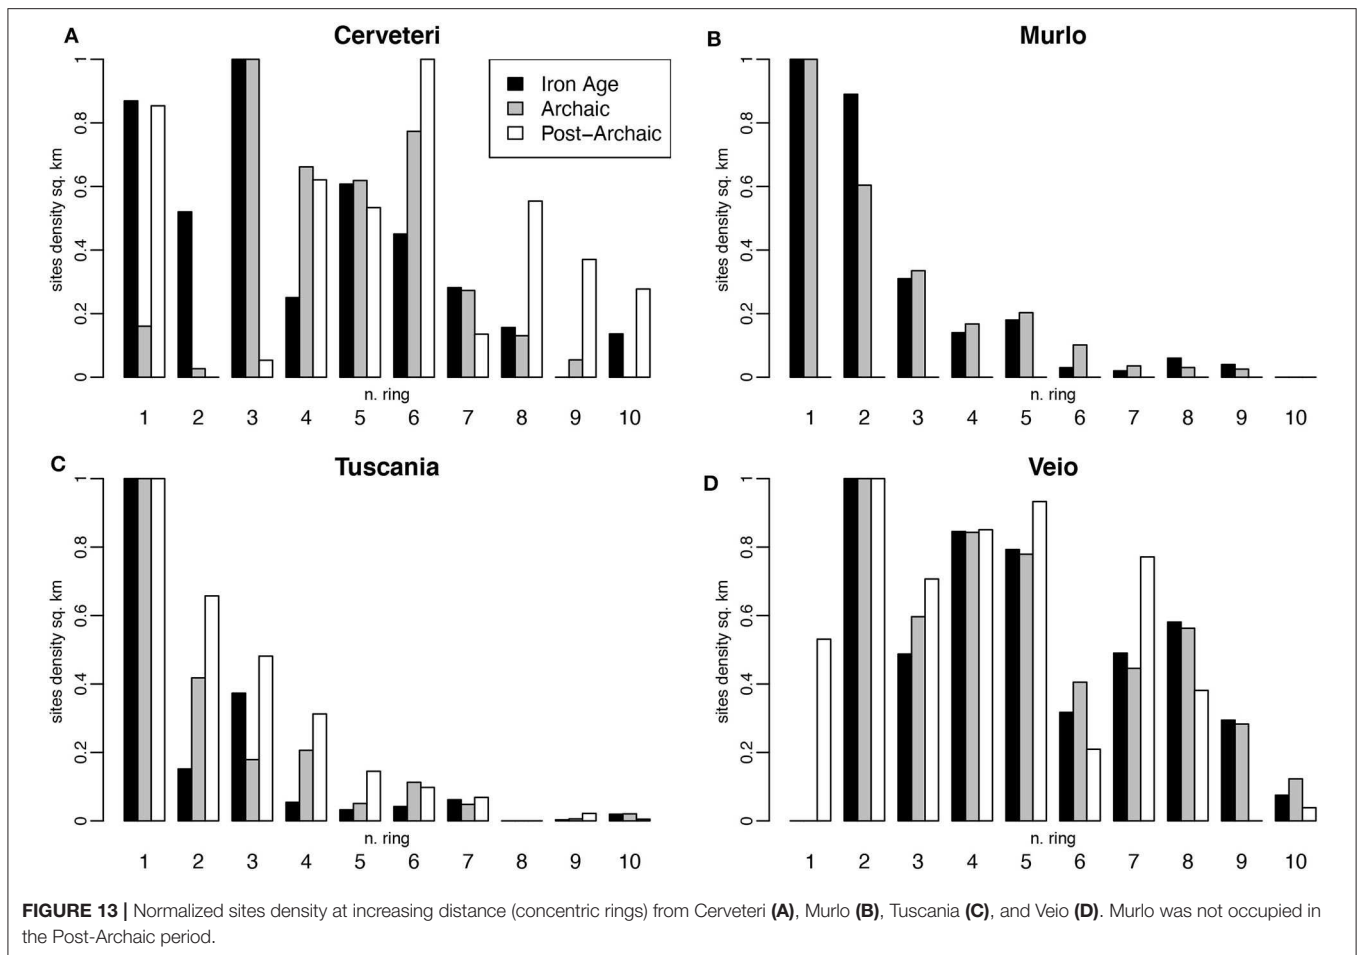 A
Cerveteri
Iron Age
Archaic
Post-Archaic
sites density sq. km
0
0.2
0.4
0.6
0.8
1
n. ring
1 2 3 4 5 6 7 8 9 10
B
Murlo
sites density sq. km
0
0.2
0.4
0.6
0.8
1
n. ring
1 2 3 4 5 6 7 8 9 10
C
Tuscania
sites density sq. km
0
0.2
0.4
0.6
0.8
1
n. ring
1 2 3 4 5 6 7 8 9 10
D
Veio
sites density sq. km
0
0.2
0.4
0.6
0.8
1
n. ring
1 2 3 4 5 6 7 8 9 10
FIGURE 13 | Normalized sites density at increasing distance (concentric rings) from Cerveteri (A), Murlo (B), Tuscania (C), and Veio (D). Murlo was not occupied in
the Post-Archaic period.